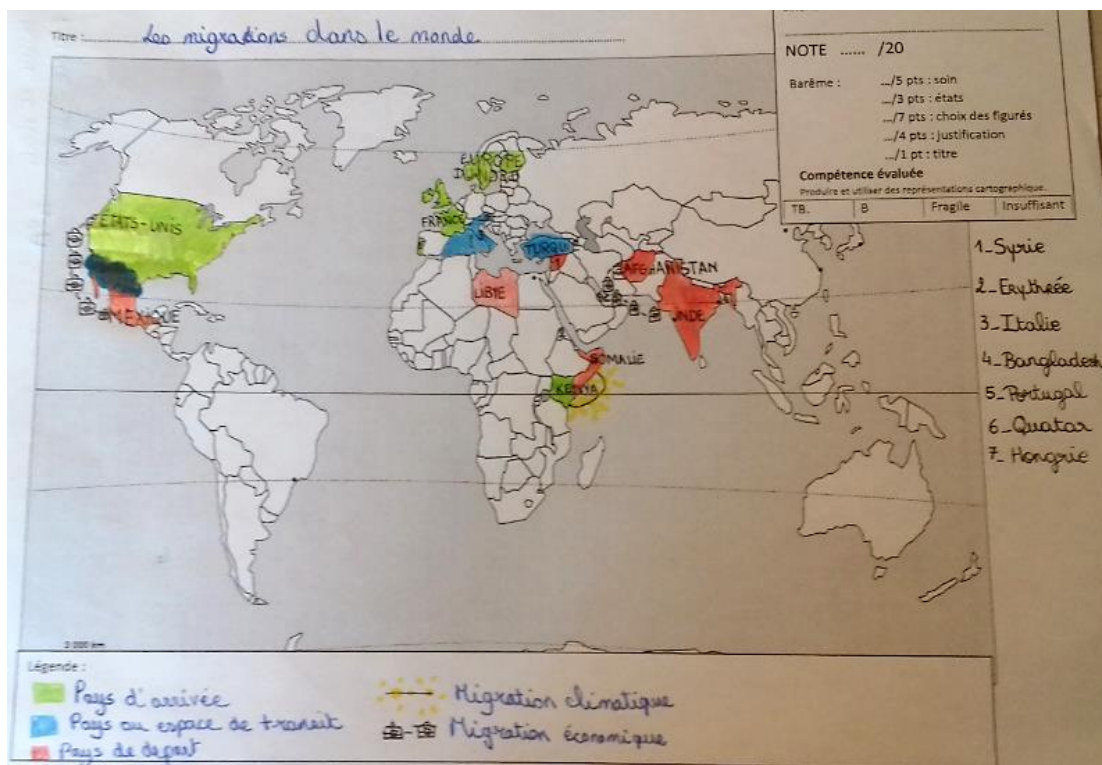 Titre : Les migrations dans le monde
NOTE ...... /20
Barème : .../5 pts : soin
.../3 pts : états
.../7 pts : choix des figurés
.../4 pts : justification
.../1 pt : titre
Compétence évaluée
Produire et utiliser des représentations cartographique.
TB. B Fragile Insuffisant
EUROPE
DU NORD
ETATS-UNIS
FRANCE
TURQUIE
AFGHANISTAN
LIBYE
INDE
MEXIQUE
SOMALIE
KENYA
1_Syrie
2_Erythrée
3_Italie
4_Bangladesh
5_Portugal
6_Quatar
7_Hongrie
Légende :
Pays d'arrivée
Pays ou espace de transit
Pays de depart
Migration climatique
Migration économique